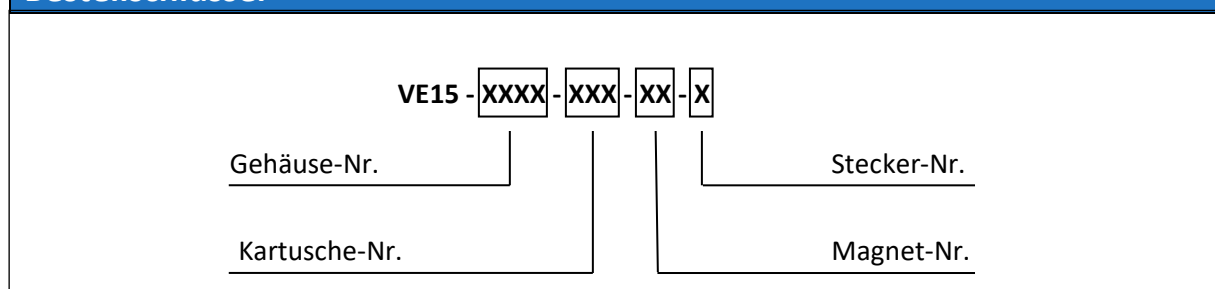 VE15 - XXXX - XXX - XX - X
Gehäuse-Nr.
Stecker-Nr.
Kartusche-Nr.
Magnet-Nr.